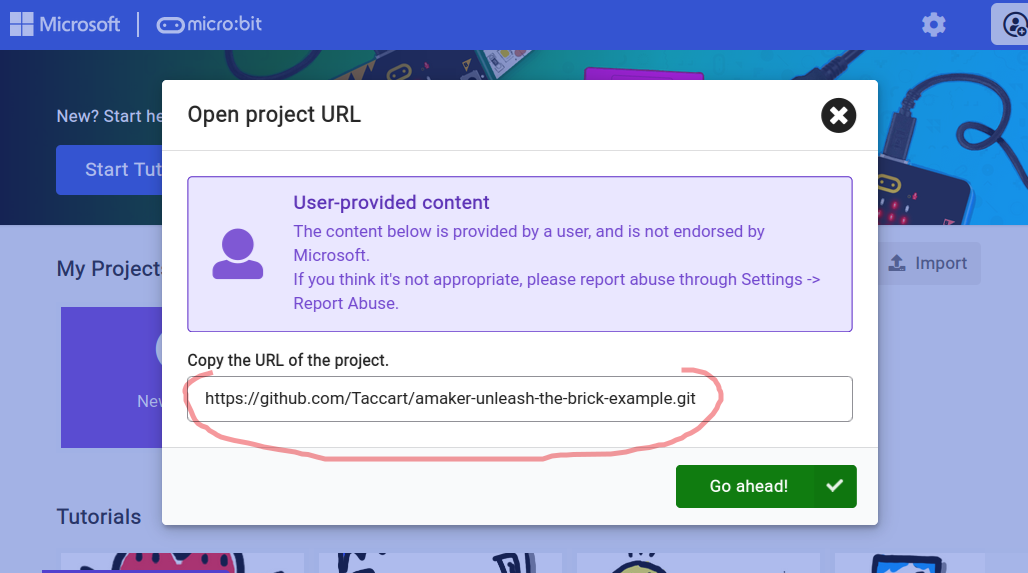 Microsoft | micro:bit
New? Start he
Start Tut
Open project URL
User-provided content
The content below is provided by a user, and is not endorsed by
Microsoft.
If you think it's not appropriate, please report abuse through Settings ->
Report Abuse.
My Projects
Import
Copy the URL of the project.
https://github.com/Taccart/amaker-unleash-the-brick-example.git
New
Go ahead!
Tutorials